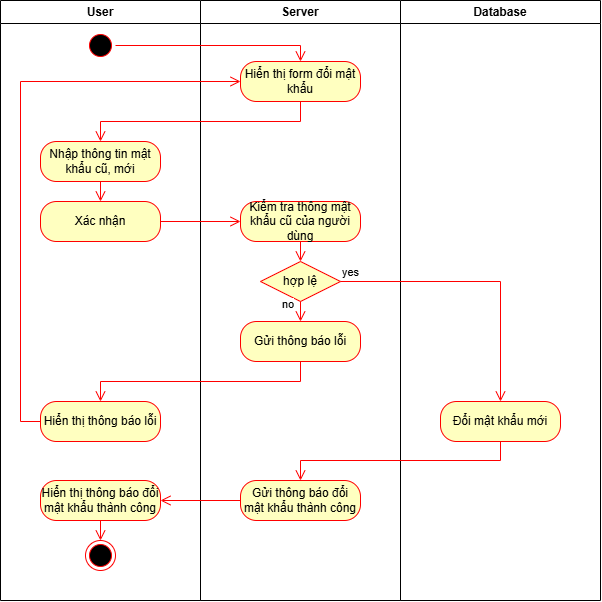 User
Server
Database
Hiển thị form đổi mật
khẩu
Nhập thông tin mật
khẩu cũ, mới
Xác nhận
Kiểm tra thông mật
khẩu cũ của người
dùng
hợp lệ
yes
no
Gửi thông báo lỗi
Hiển thị thông báo lỗi
Đổi mật khẩu mới
Hiển thị thông báo đổi
mật khẩu thành công
Gửi thông báo đổi
mật khẩu thành công